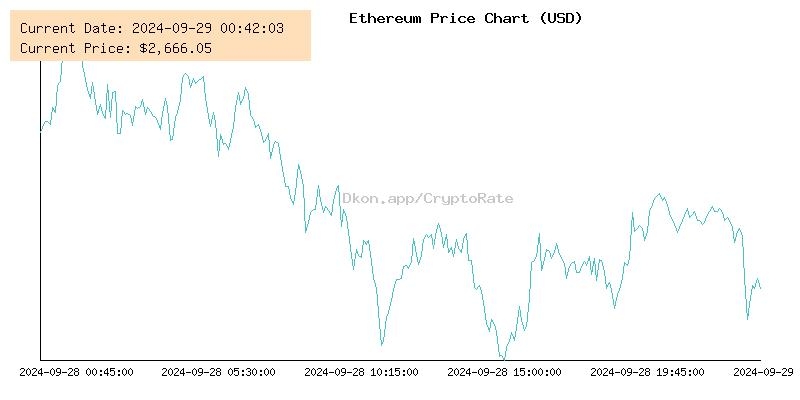 Ethereum Price Chart (USD)
Current Date: 2024-09-29 00:42:03
Current Price: $2,666.05
Dkon.app/CryptoRate
2024-09-28 00:45:00 2024-09-28 05:30:00 2024-09-28 10:15:00 2024-09-28 15:00:00 2024-09-28 19:45:00 2024-09-29